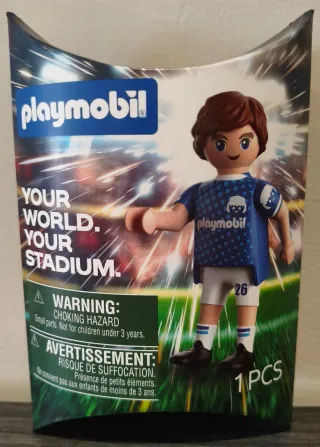 playmobil
YOUR
WORLD.
YOUR
STADIUM.
playmobil
26
WARNING:
CHOKING HAZARD
Small parts. Not for children under 3 years.
AVERTISSEMENT:
RISQUE DE SUFFOCATION.
Présence de petits éléments.
Ne convient pas aux enfants de moins de 3 ans.
1 PCS